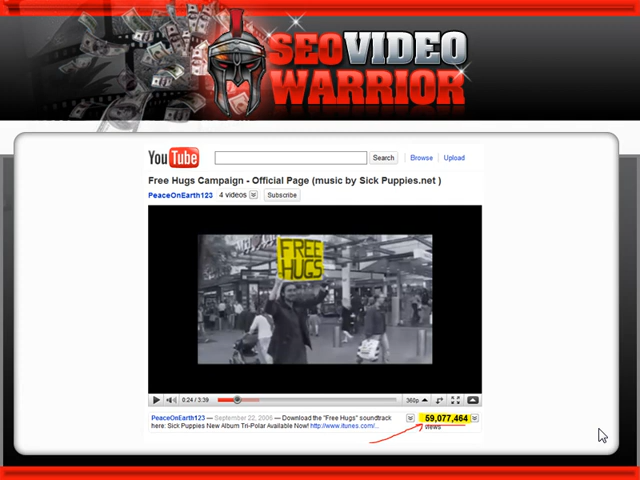 SEOVIDEO
WARRIOR
YouTube
Search
Browse
Upload
Free Hugs Campaign - Official Page (music by Sick Puppies.net )
PeaceOnEarth123 4 videos Subscribe
FREE
HUGS
0:24 / 3:39
360p
PeaceOnEarth123 — September 22, 2006 — Download the "Free Hugs" soundtrack
here: Sick Puppies New Album Tri-Polar Available Now! http://www.itunes.com/...
59,077,464
views